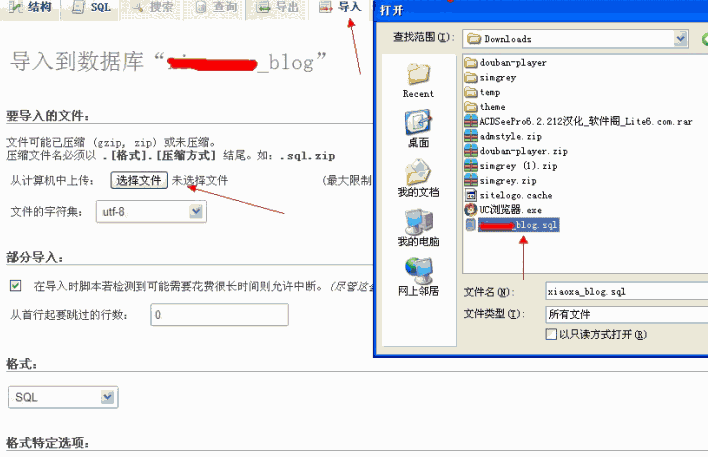 结构 SQL 搜索 查询 导出 导入
导入到数据库“ _blog”
要导入的文件:
文件可能已压缩 (gzip, zip) 或未压缩。
压缩文件名必须以 .[格式].[压缩方式] 结尾。如: .sql.zip
从计算机中上传: 选择文件 未选择文件 (最大限制
文件的字符集: utf-8
部分导入:
在导入时脚本若检测到可能需要花费很长时间则允许中断。(尽管这会
从首行起要跳过的行数: 0
格式:
SQL
格式特定选项:
打开
查找范围(I): Downloads
Recent
桌面
我的文档
我的电脑
网上邻居
douban-player
simgrey
temp
theme
ACDSeePro6.2.212汉化_软件阁_Lite6.com.rar
admstyle.zip
douban-player.zip
simgrey (1).zip
simgrey.zip
sitelogo.cache
UC浏览器.exe
_blog.sql
文件名(N): xiaoxa_blog.sql
文件类型(T): 所有文件
以只读方式打开(R)